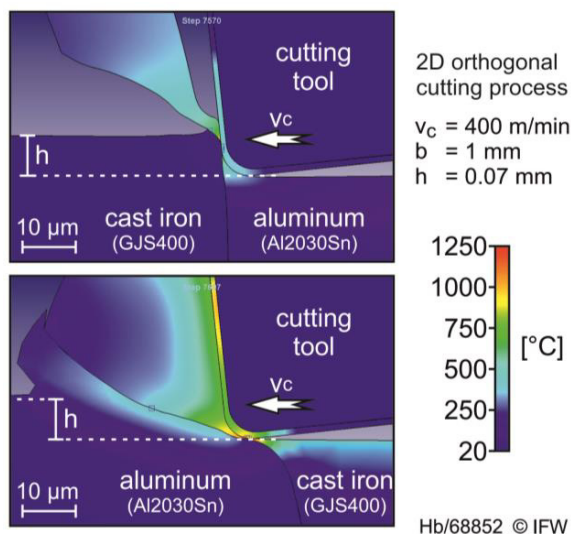 Step 7570
cutting
tool
vc
h
10 µm
cast iron
(GJS400)
aluminum
(Al2030Sn)
cutting
tool
vc
h
10 µm
aluminum
(Al2030Sn)
cast iron
(GJS400)
2D orthogonal
cutting process
vc = 400 m/min
b = 1 mm
h = 0.07 mm
1250
1000
750
500
250
20
[°C]
Hb/68852 © IFW